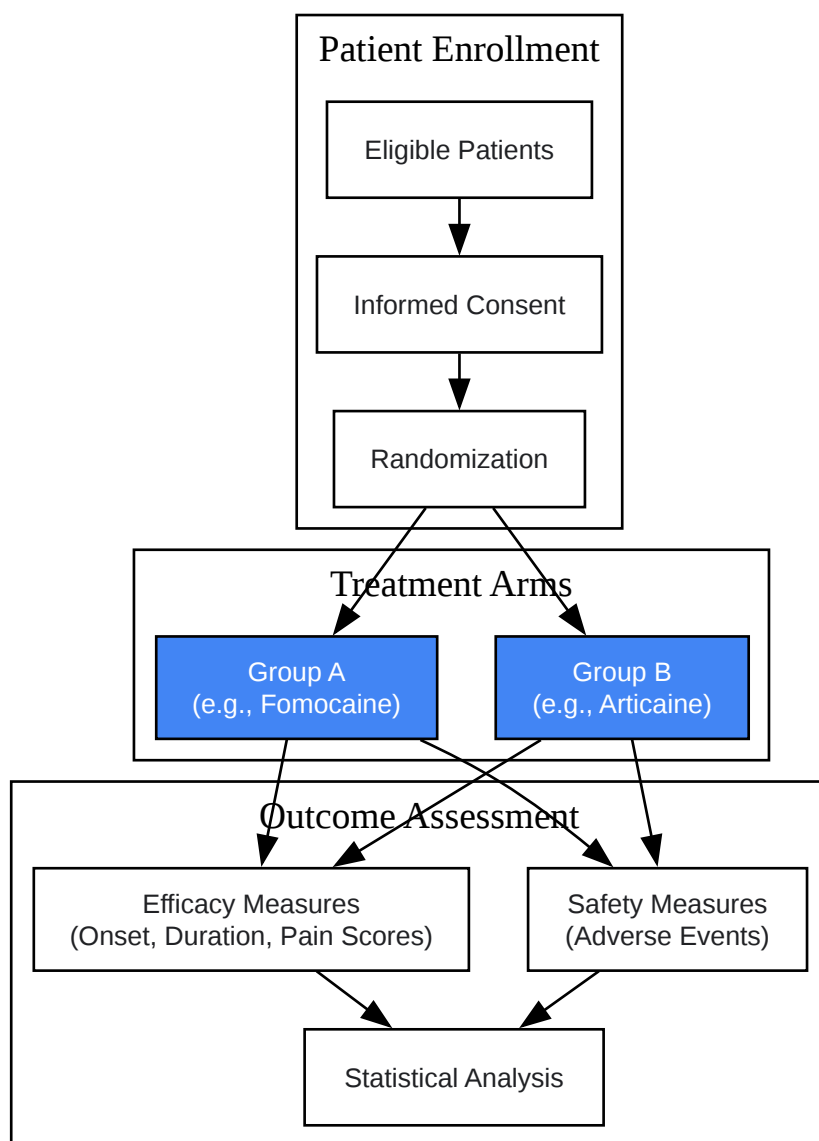 Patient Enrollment
Eligible Patients
Informed Consent
Randomization
Treatment Arms
Group A
(e.g., Fomocaine)
Group B
(e.g., Articaine)
Outcome Assessment
Efficacy Measures
(Onset, Duration, Pain Scores)
Safety Measures
(Adverse Events)
Statistical Analysis